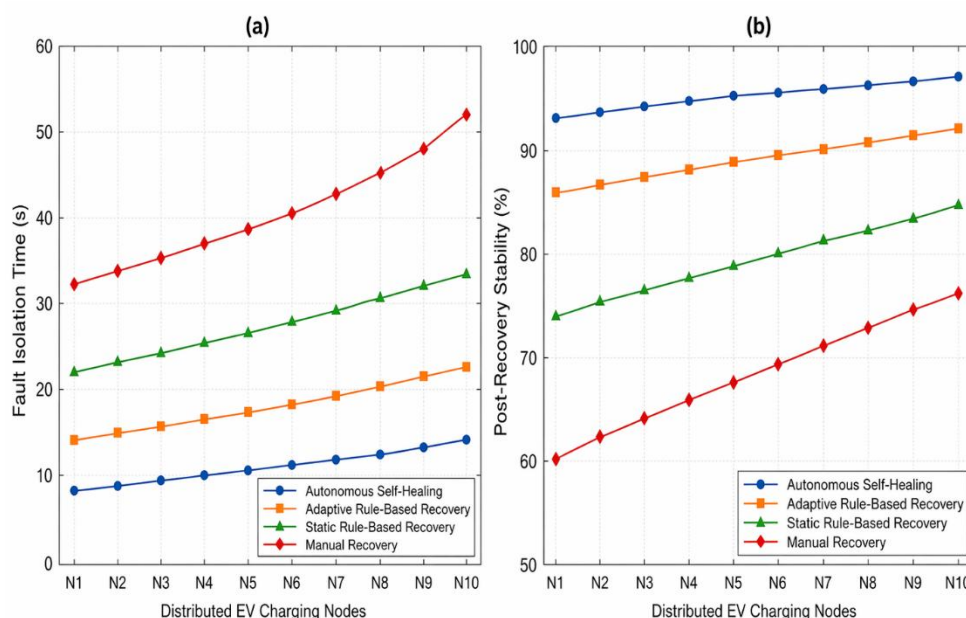 (a)
Fault Isolation Time (s)
60
50
40
30
20
10
0
Autonomous Self-Healing
Adaptive Rule-Based Recovery
Static Rule-Based Recovery
Manual Recovery
N1 N2 N3 N4 N5 N6 N7 N8 N9 N10
Distributed EV Charging Nodes
(b)
Post-Recovery Stability (%)
100
90
80
70
60
50
Autonomous Self-Healing
Adaptive Rule-Based Recovery
Static Rule-Based Recovery
Manual Recovery
N1 N2 N3 N4 N5 N6 N7 N8 N9 N10
Distributed EV Charging Nodes